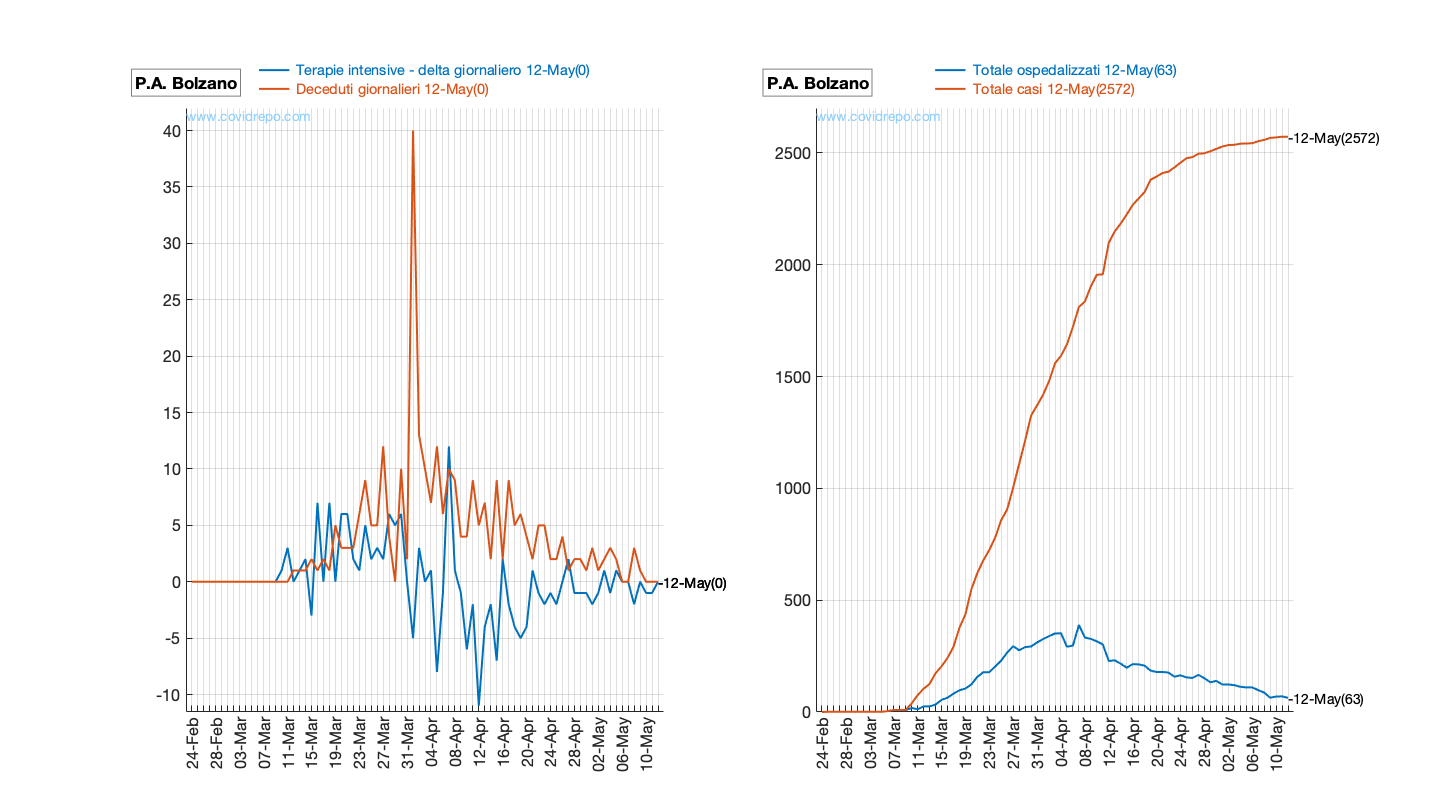 P.A. Bolzano
Terapie intensive - delta giornaliero 12-May(0)
Deceduti giornalieri 12-May(0)
www.covidrepo.com
40
35
30
25
20
15
10
5
0
-5
-10
-12-May(0)
24-Feb
28-Feb
03-Mar
07-Mar
11-Mar
15-Mar
19-Mar
23-Mar
27-Mar
31-Mar
04-Apr
08-Apr
12-Apr
16-Apr
20-Apr
24-Apr
28-Apr
02-May
06-May
10-May
P.A. Bolzano
Totale ospedalizzati 12-May(63)
Totale casi 12-May(2572)
www.covidrepo.com
2500
2000
1500
1000
500
0
-12-May(2572)
-12-May(63)
24-Feb
28-Feb
03-Mar
07-Mar
11-Mar
15-Mar
19-Mar
23-Mar
27-Mar
31-Mar
04-Apr
08-Apr
12-Apr
16-Apr
20-Apr
24-Apr
28-Apr
02-May
06-May
10-May